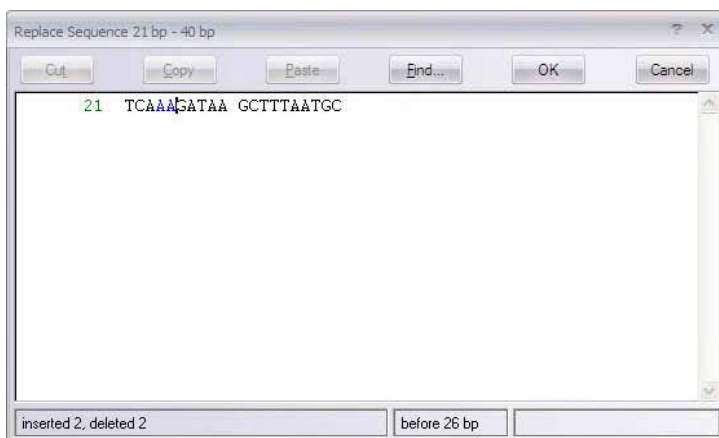 Replace Sequence 21 bp - 40 bp ? X
Cut Copy Paste Find... OK Cancel
21 TCAAAGATAA GCTTTAATGC
inserted 2, deleted 2 before 26 bp